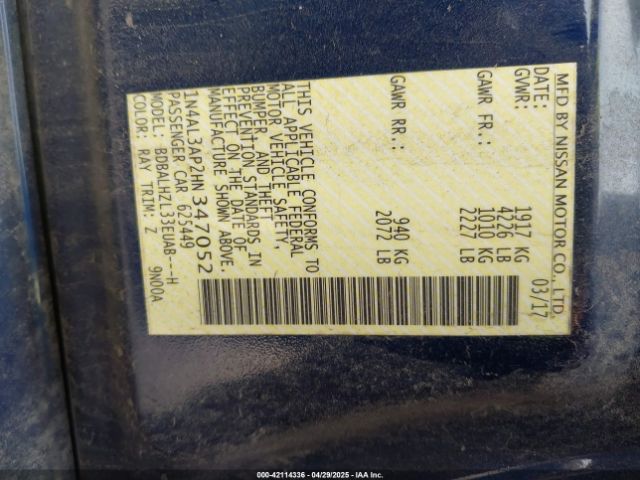 MFD BY NISSAN MOTOR CO., LTD.
DATE: 03/17
GVWR: 1917 KG
4226 LB
GAWR FR.: 1010 KG
2227 LB
GAWR RR.: 940 KG
2072 LB
THIS VEHICLE CONFORMS TO
ALL APPLICABLE FEDERAL
MOTOR VEHICLE SAFETY,
BUMPER, AND THEFT
PREVENTION STANDARDS IN
EFFECT ON THE DATE OF
MANUFACTURE SHOWN ABOVE.
1N4AL3AP2HN347052
PASSENGER CAR 625449
MODEL: BDBALHZL33EUAB---H
COLOR: RAY TRIM: Z 9N00A
000-42114336 - 04/29/2025 - IAA Inc.